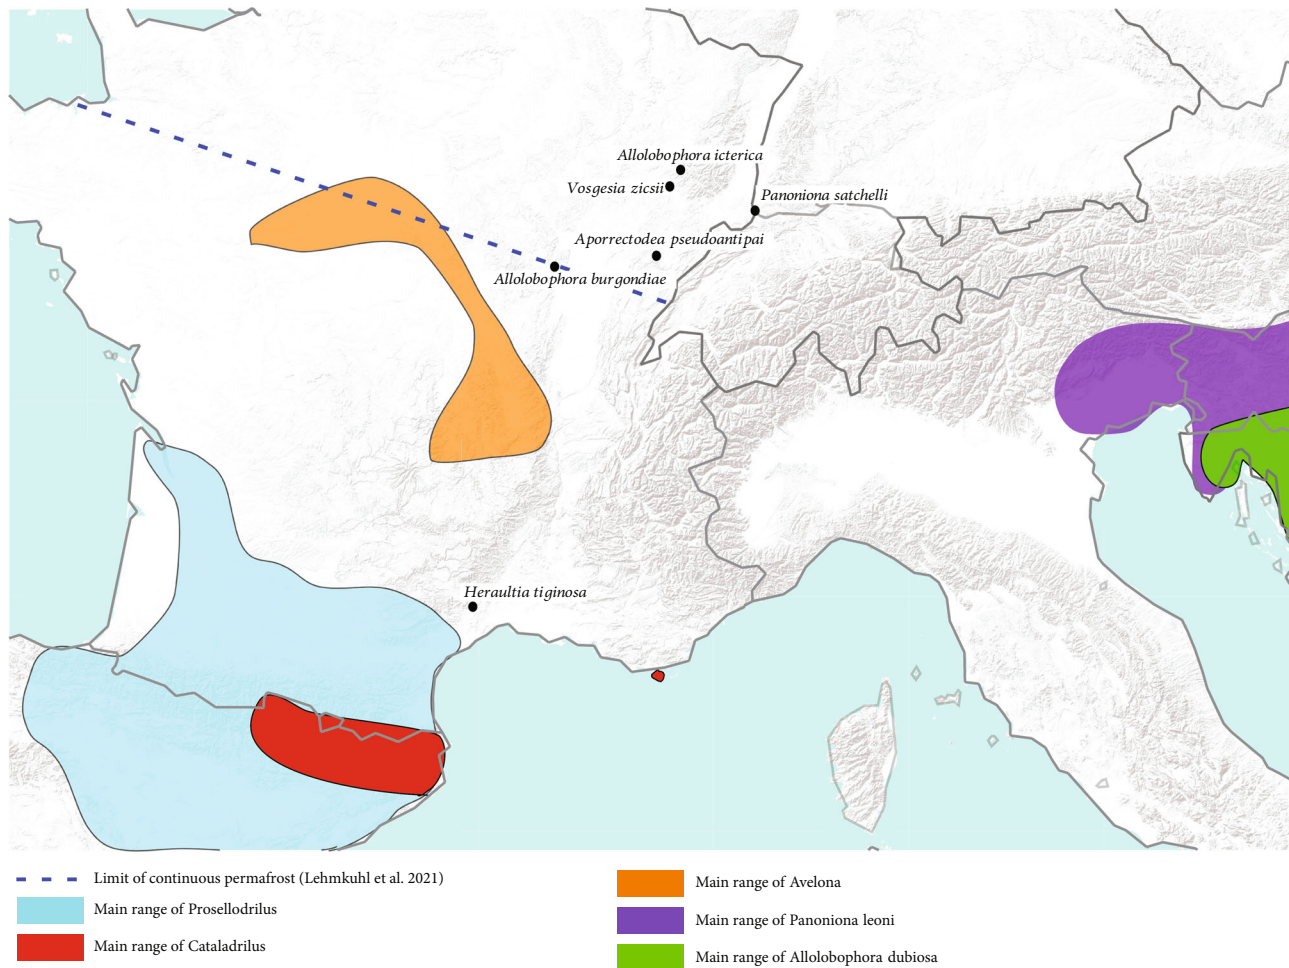 Allolobophora icterica
Vosgesia zicsii
Panoniona satchelli
Aporrectodea pseudoantipai
Allolobophora burgondiae
Heraultia tiginosa
Limit of continuous permafrost (Lehmkuhl et al. 2021)
Main range of Prosellodrilus
Main range of Cataladrilus
Main range of Avelona
Main range of Panoniona leoni
Main range of Allolobophora dubiosa